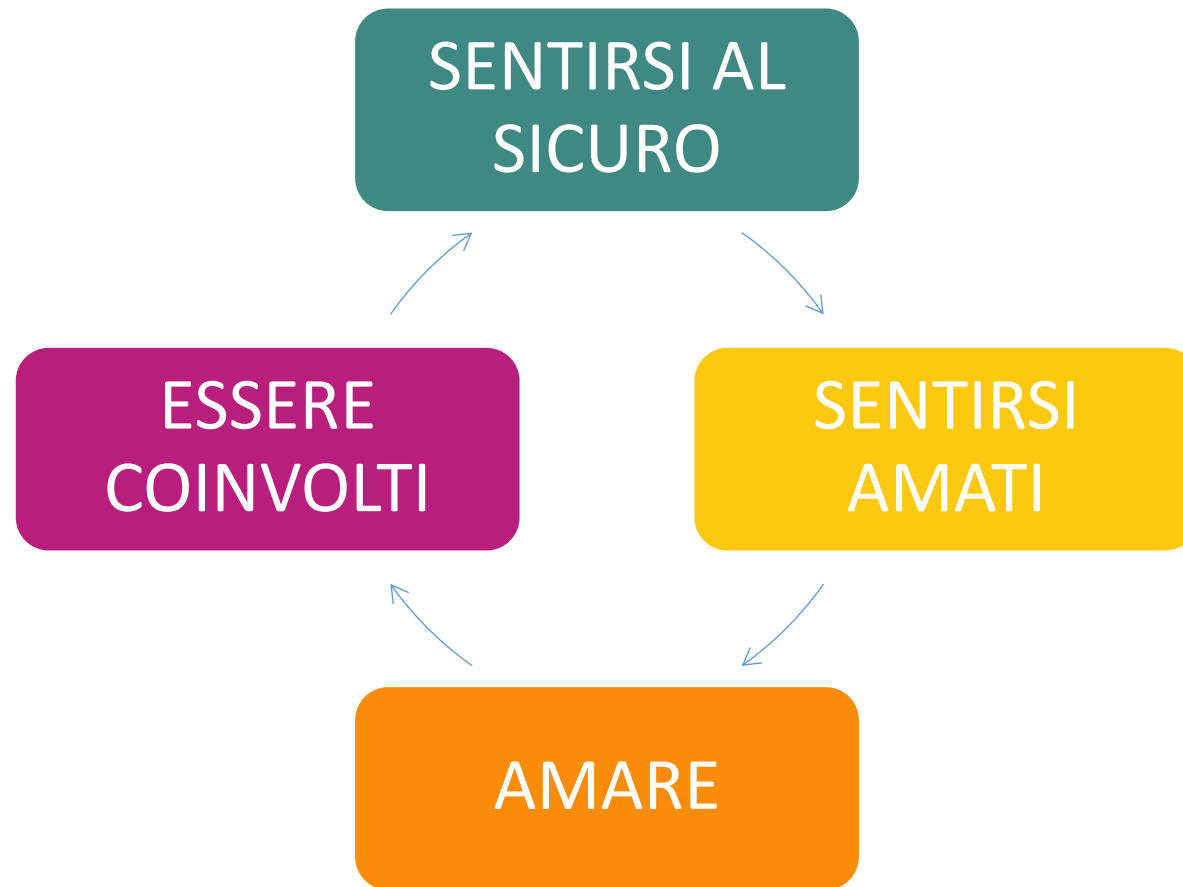 SENTIRSI AL
SICURO
ESSERE
COINVOLTI
SENTIRSI
AMATI
AMARE